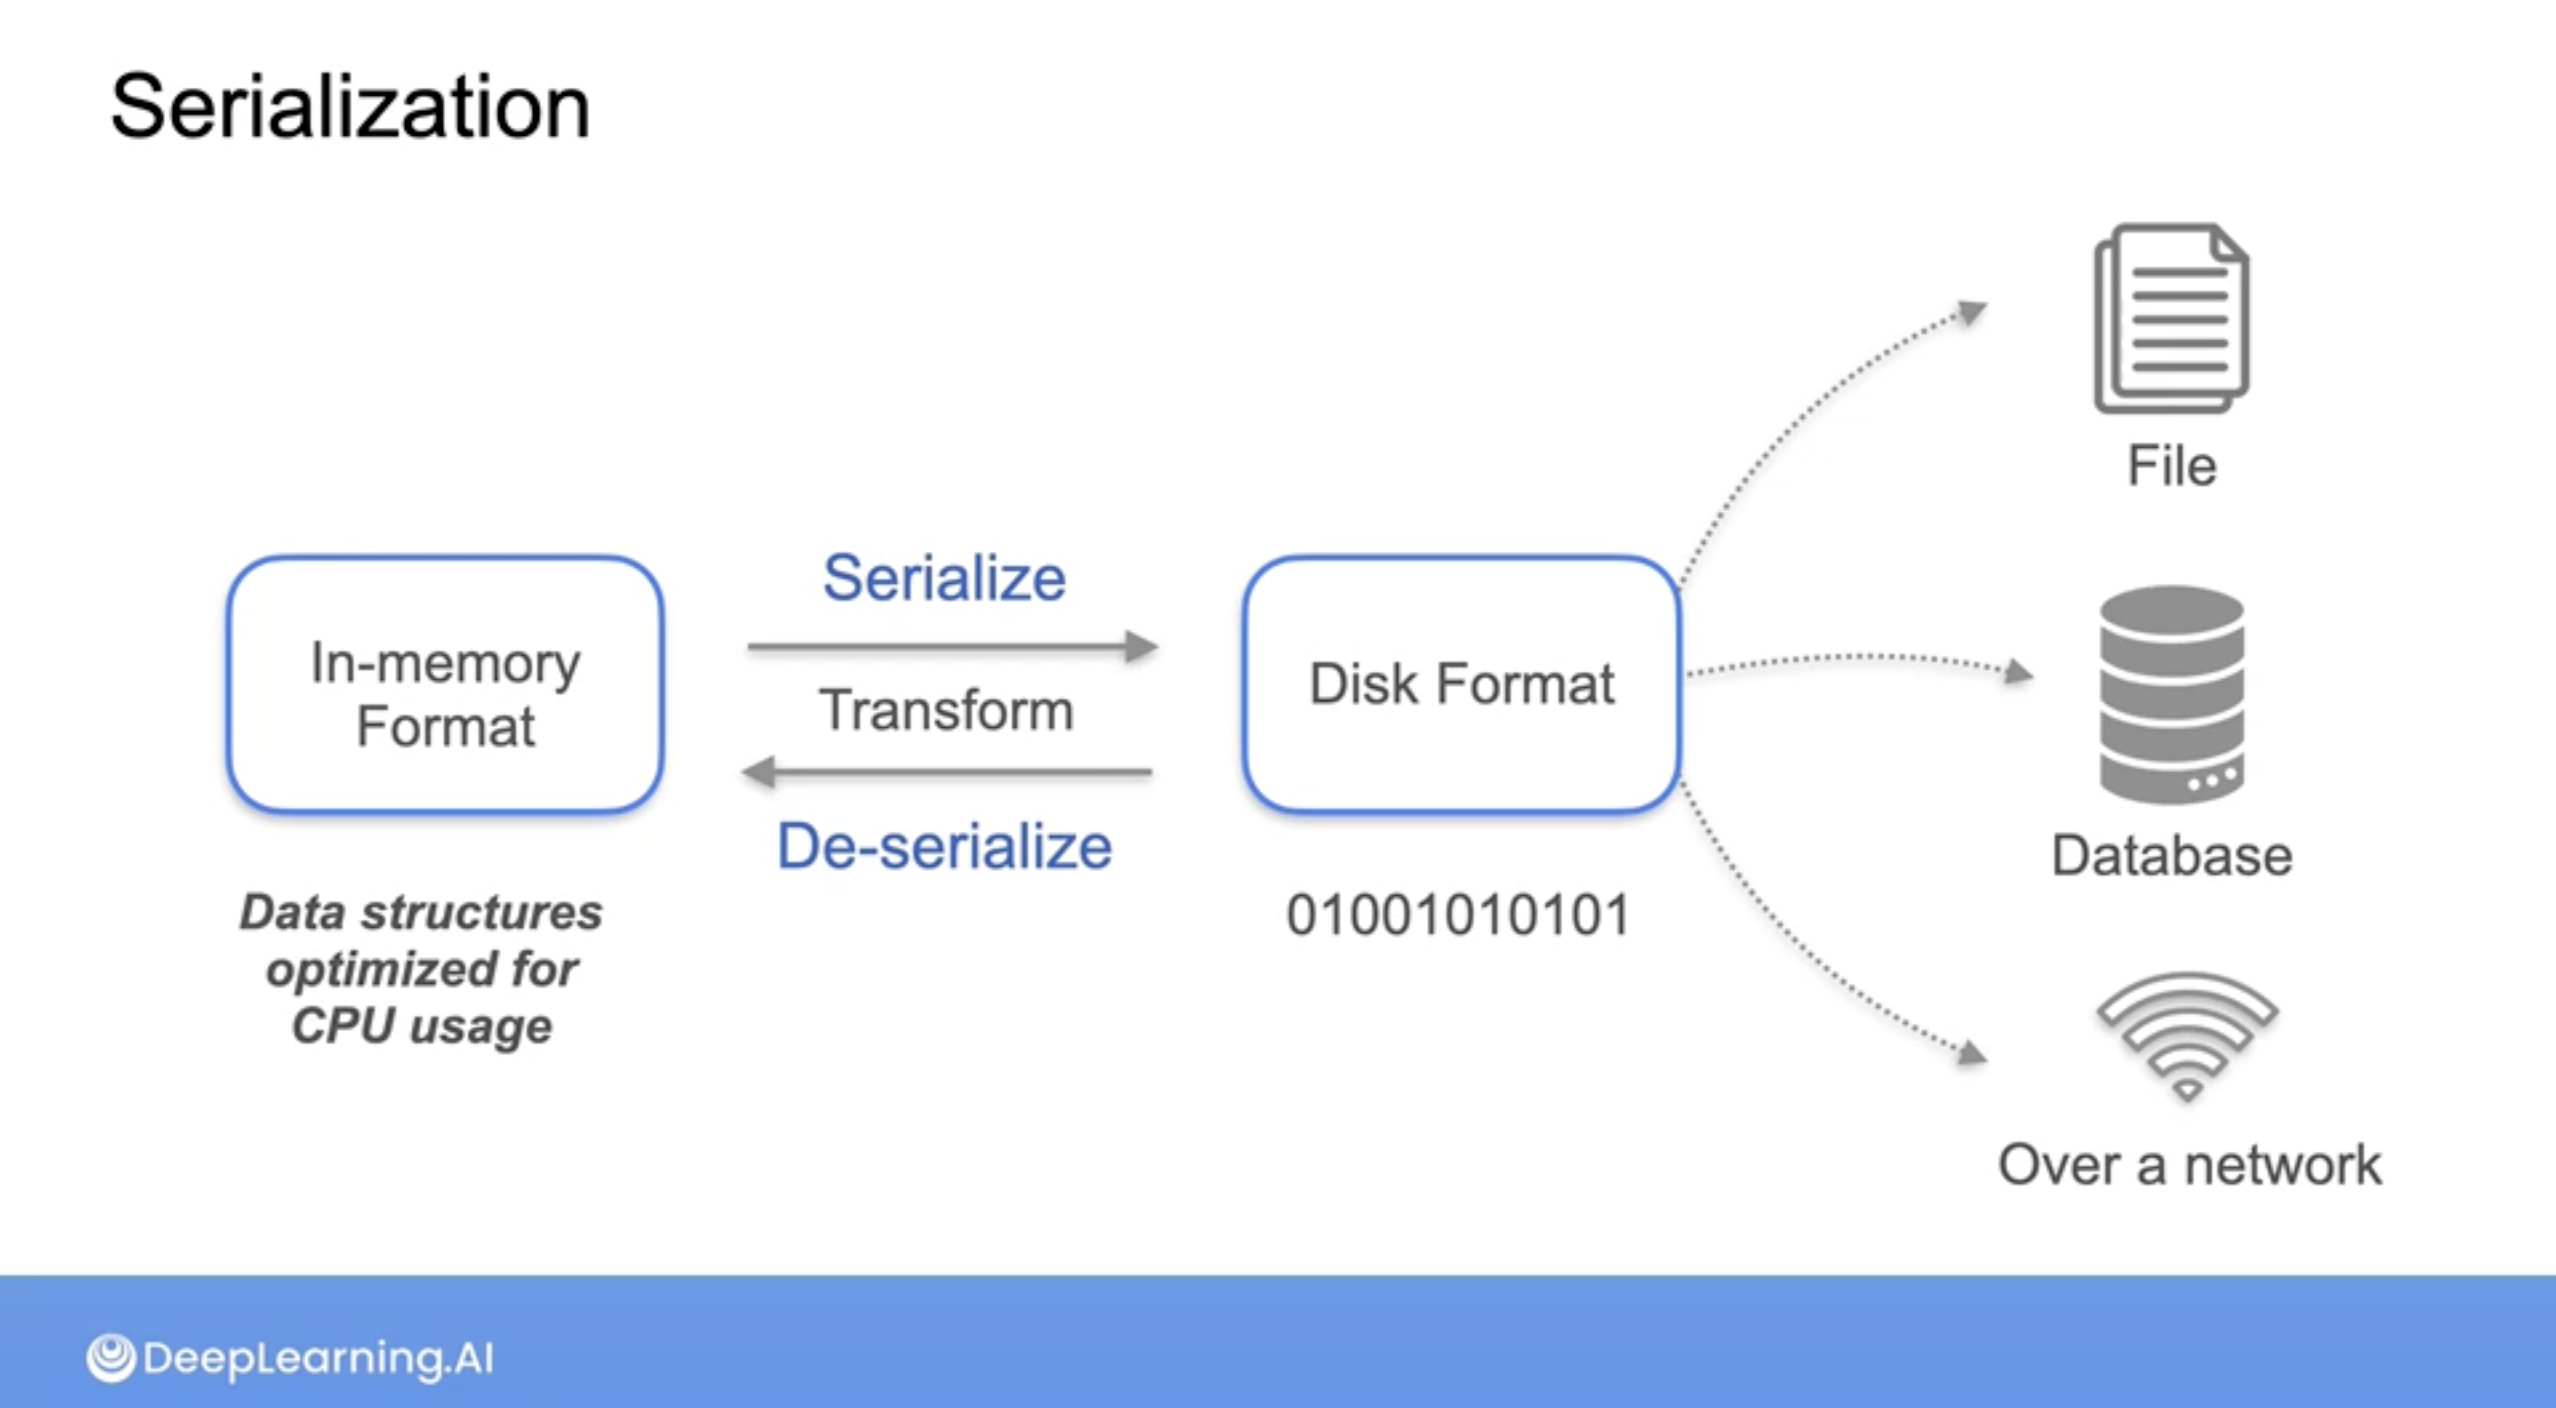 Serialization
In-memory
Format
Data structures
optimized for
CPU usage
Serialize
Transform
De-serialize
Disk Format
01001010101
File
Database
Over a network
DeepLearning.AI